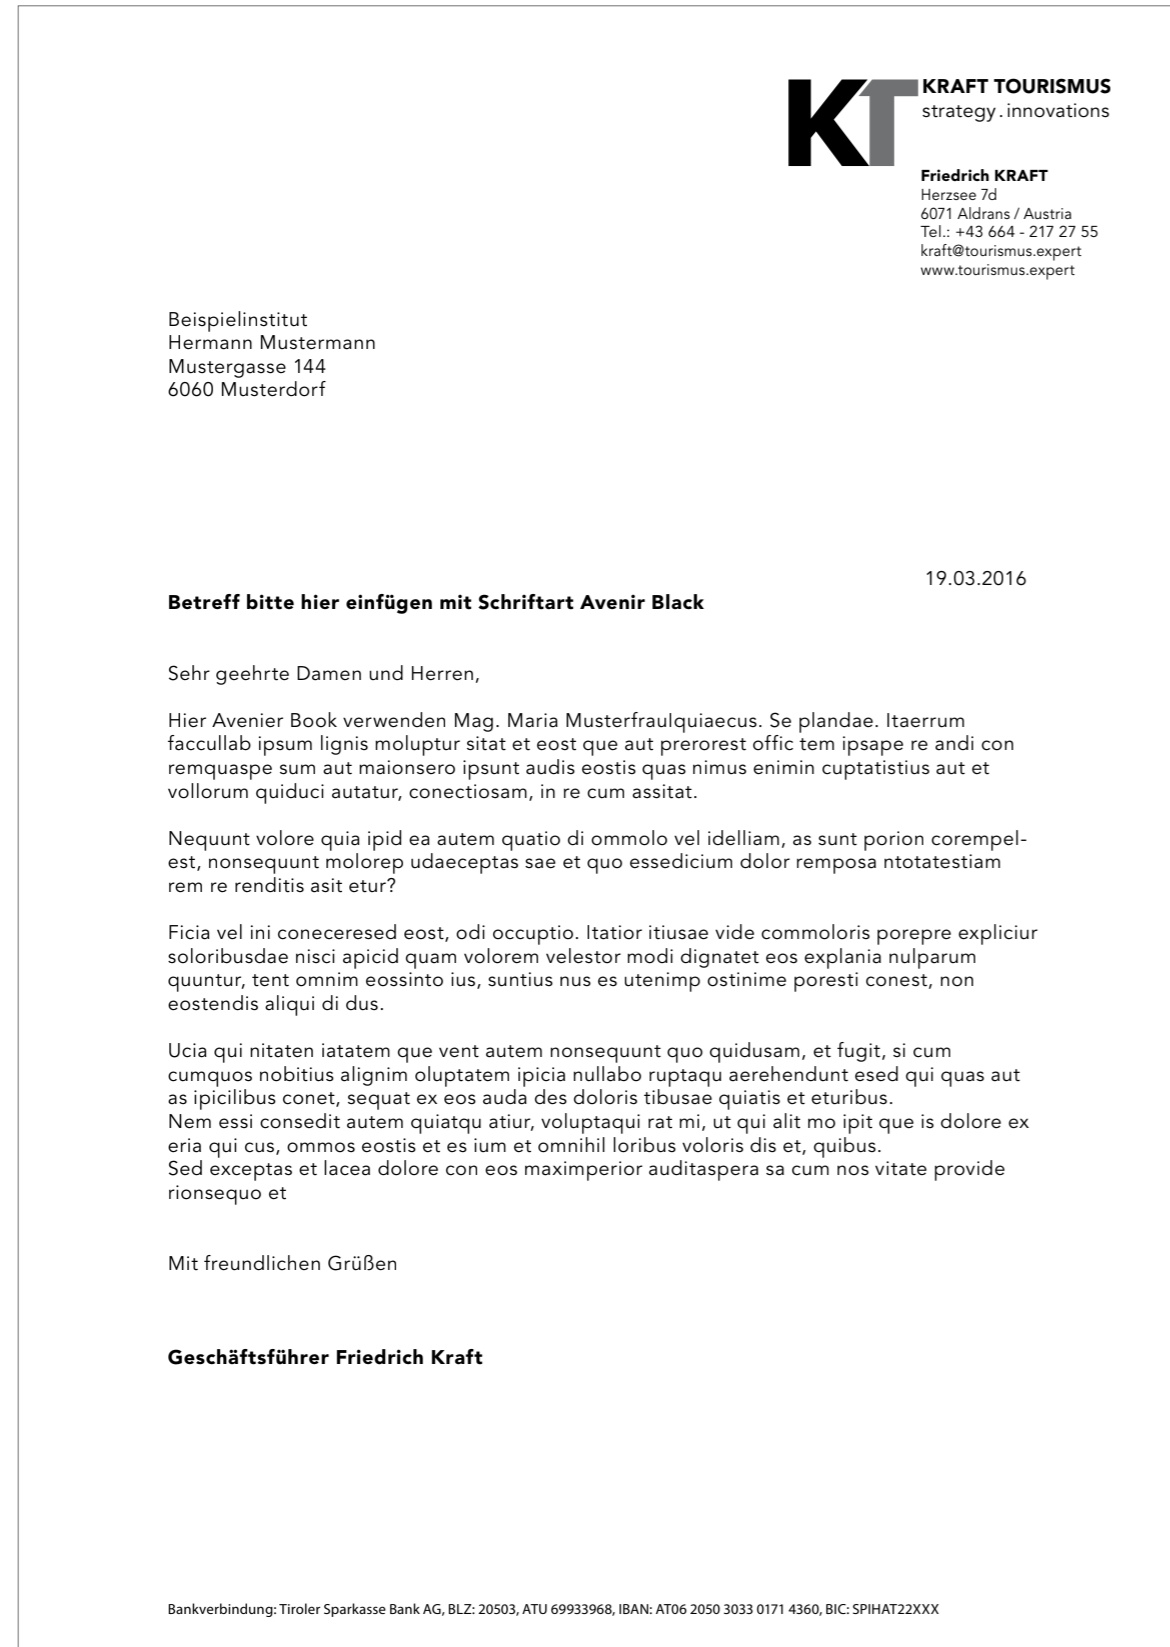 KT
KRAFT TOURISMUS
strategy . innovations
Friedrich KRAFT
Herzsee 7d
6071 Aldrans / Austria
Tel.: +43 664 - 217 27 55
kraft@tourismus.expert
www.tourismus.expert
Beispielinstitut
Hermann Mustermann
Mustergasse 144
6060 Musterdorf
19.03.2016
Betreff bitte hier einfügen mit Schriftart Avenir Black
Sehr geehrte Damen und Herren,
Hier Avenier Book verwenden Mag. Maria Musterfraulquiaecus. Se plandae. Itaerrum
faccullab ipsum lignis moluptur sitat et eost que aut prerorest offic tem ipsape re andi con
remquaspe sum aut maionsero ipsunt audis eostis quas nimus enimin cuptatistius aut et
vollorum quiduci autatur, conectiosam, in re cum assitat.
Nequunt volore quia ipid ea autem quatio di ommolo vel idelliam, as sunt porion corempel-
est, nonsequunt molorep udaeceptas sae et quo essedicium dolor remposa ntotatestiam
rem re renditis asit etur?
Ficia vel ini coneceresed eost, odi occuptio. Itatior itiusae vide commoloris porepre expliciur
soloribusdae nisci apicid quam volorem velestor modi dignatet eos explania nulparum
quuntur, tent omnim eossinto ius, suntius nus es utenimp ostinime poresti conest, non
eostendis aliqui di dus.
Ucia qui nitaten iatatem que vent autem nonsequunt quo quidusam, et fugit, si cum
cumquos nobitius alignim oluptatem ipicia nullabo ruptaqu aerehendunt esed qui quas aut
as ipicilibus conet, sequat ex eos auda des doloris tibusae quiatis et eturibus.
Nem essi consedit autem quiatqu atiur, voluptaqui rat mi, ut qui alit mo ipit que is dolore ex
eria qui cus, ommos eostis et es ium et omnihil loribus voloris dis et, quibus.
Sed exceptas et lacea dolore con eos maximperior auditaspera sa cum nos vitate provide
rionsequo et
Mit freundlichen Grüßen
Geschäftsführer Friedrich Kraft
Bankverbindung: Tiroler Sparkasse Bank AG, BLZ: 20503, ATU 69933968, IBAN: AT06 2050 3033 0171 4360, BIC: SPIHAT22XXX